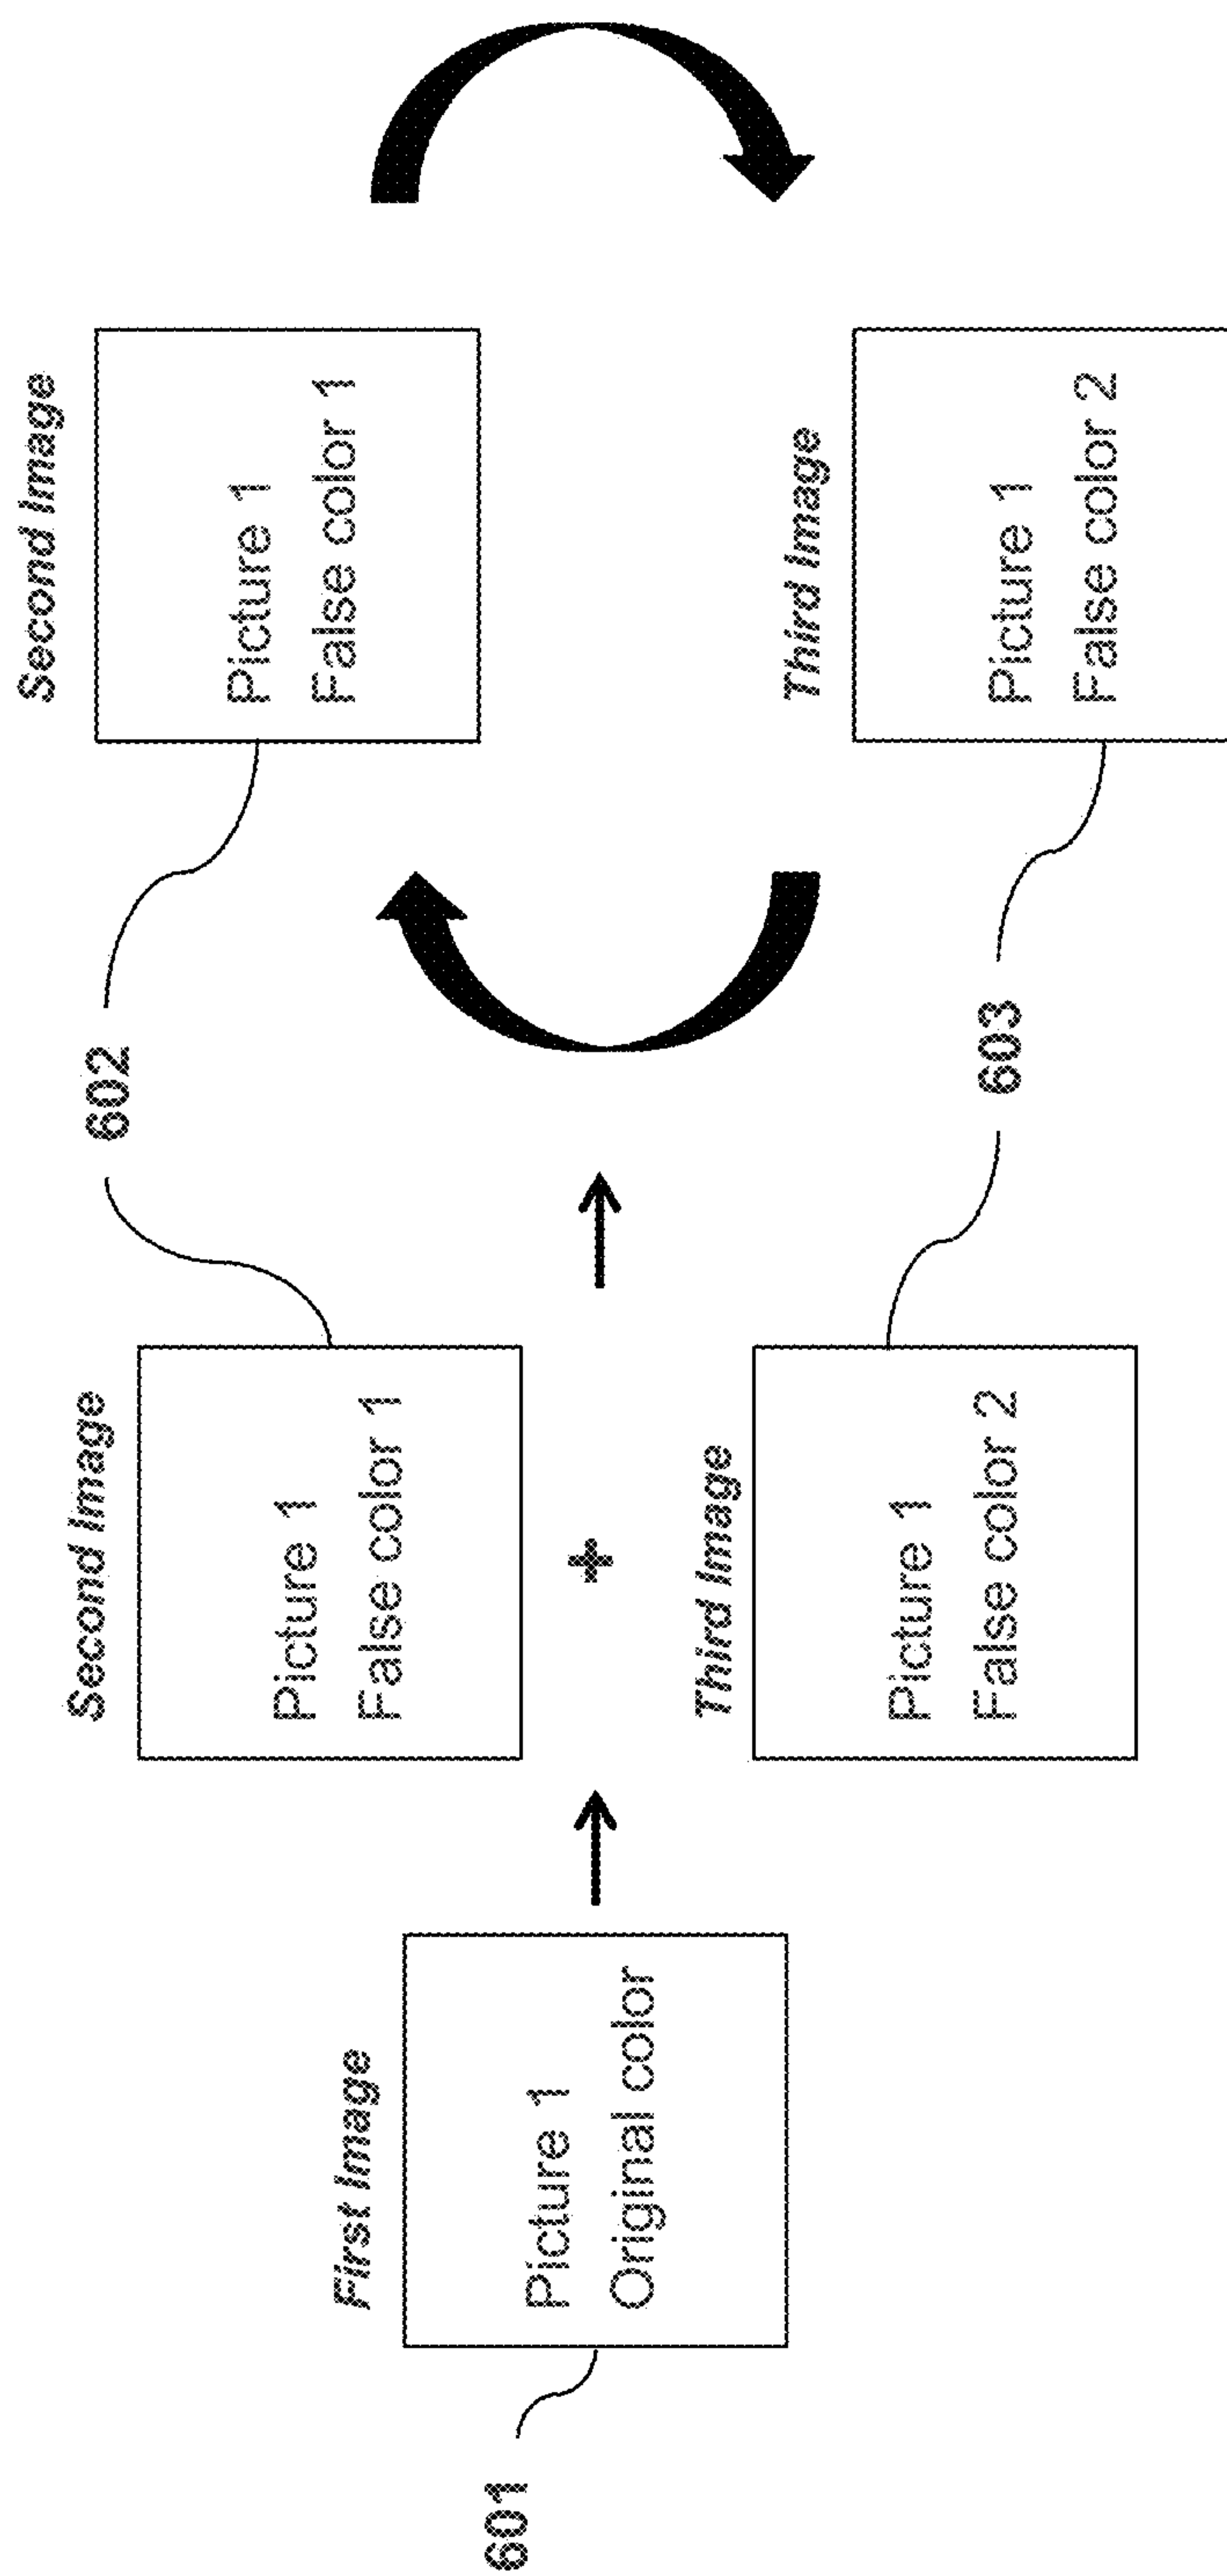 601
First Image
Picture 1
Original color
Second Image
Picture 1
False color 1
+
Third Image
Picture 1
False color 2
602
603
Second Image
Picture 1
False color 1
Third Image
Picture 1
False color 2